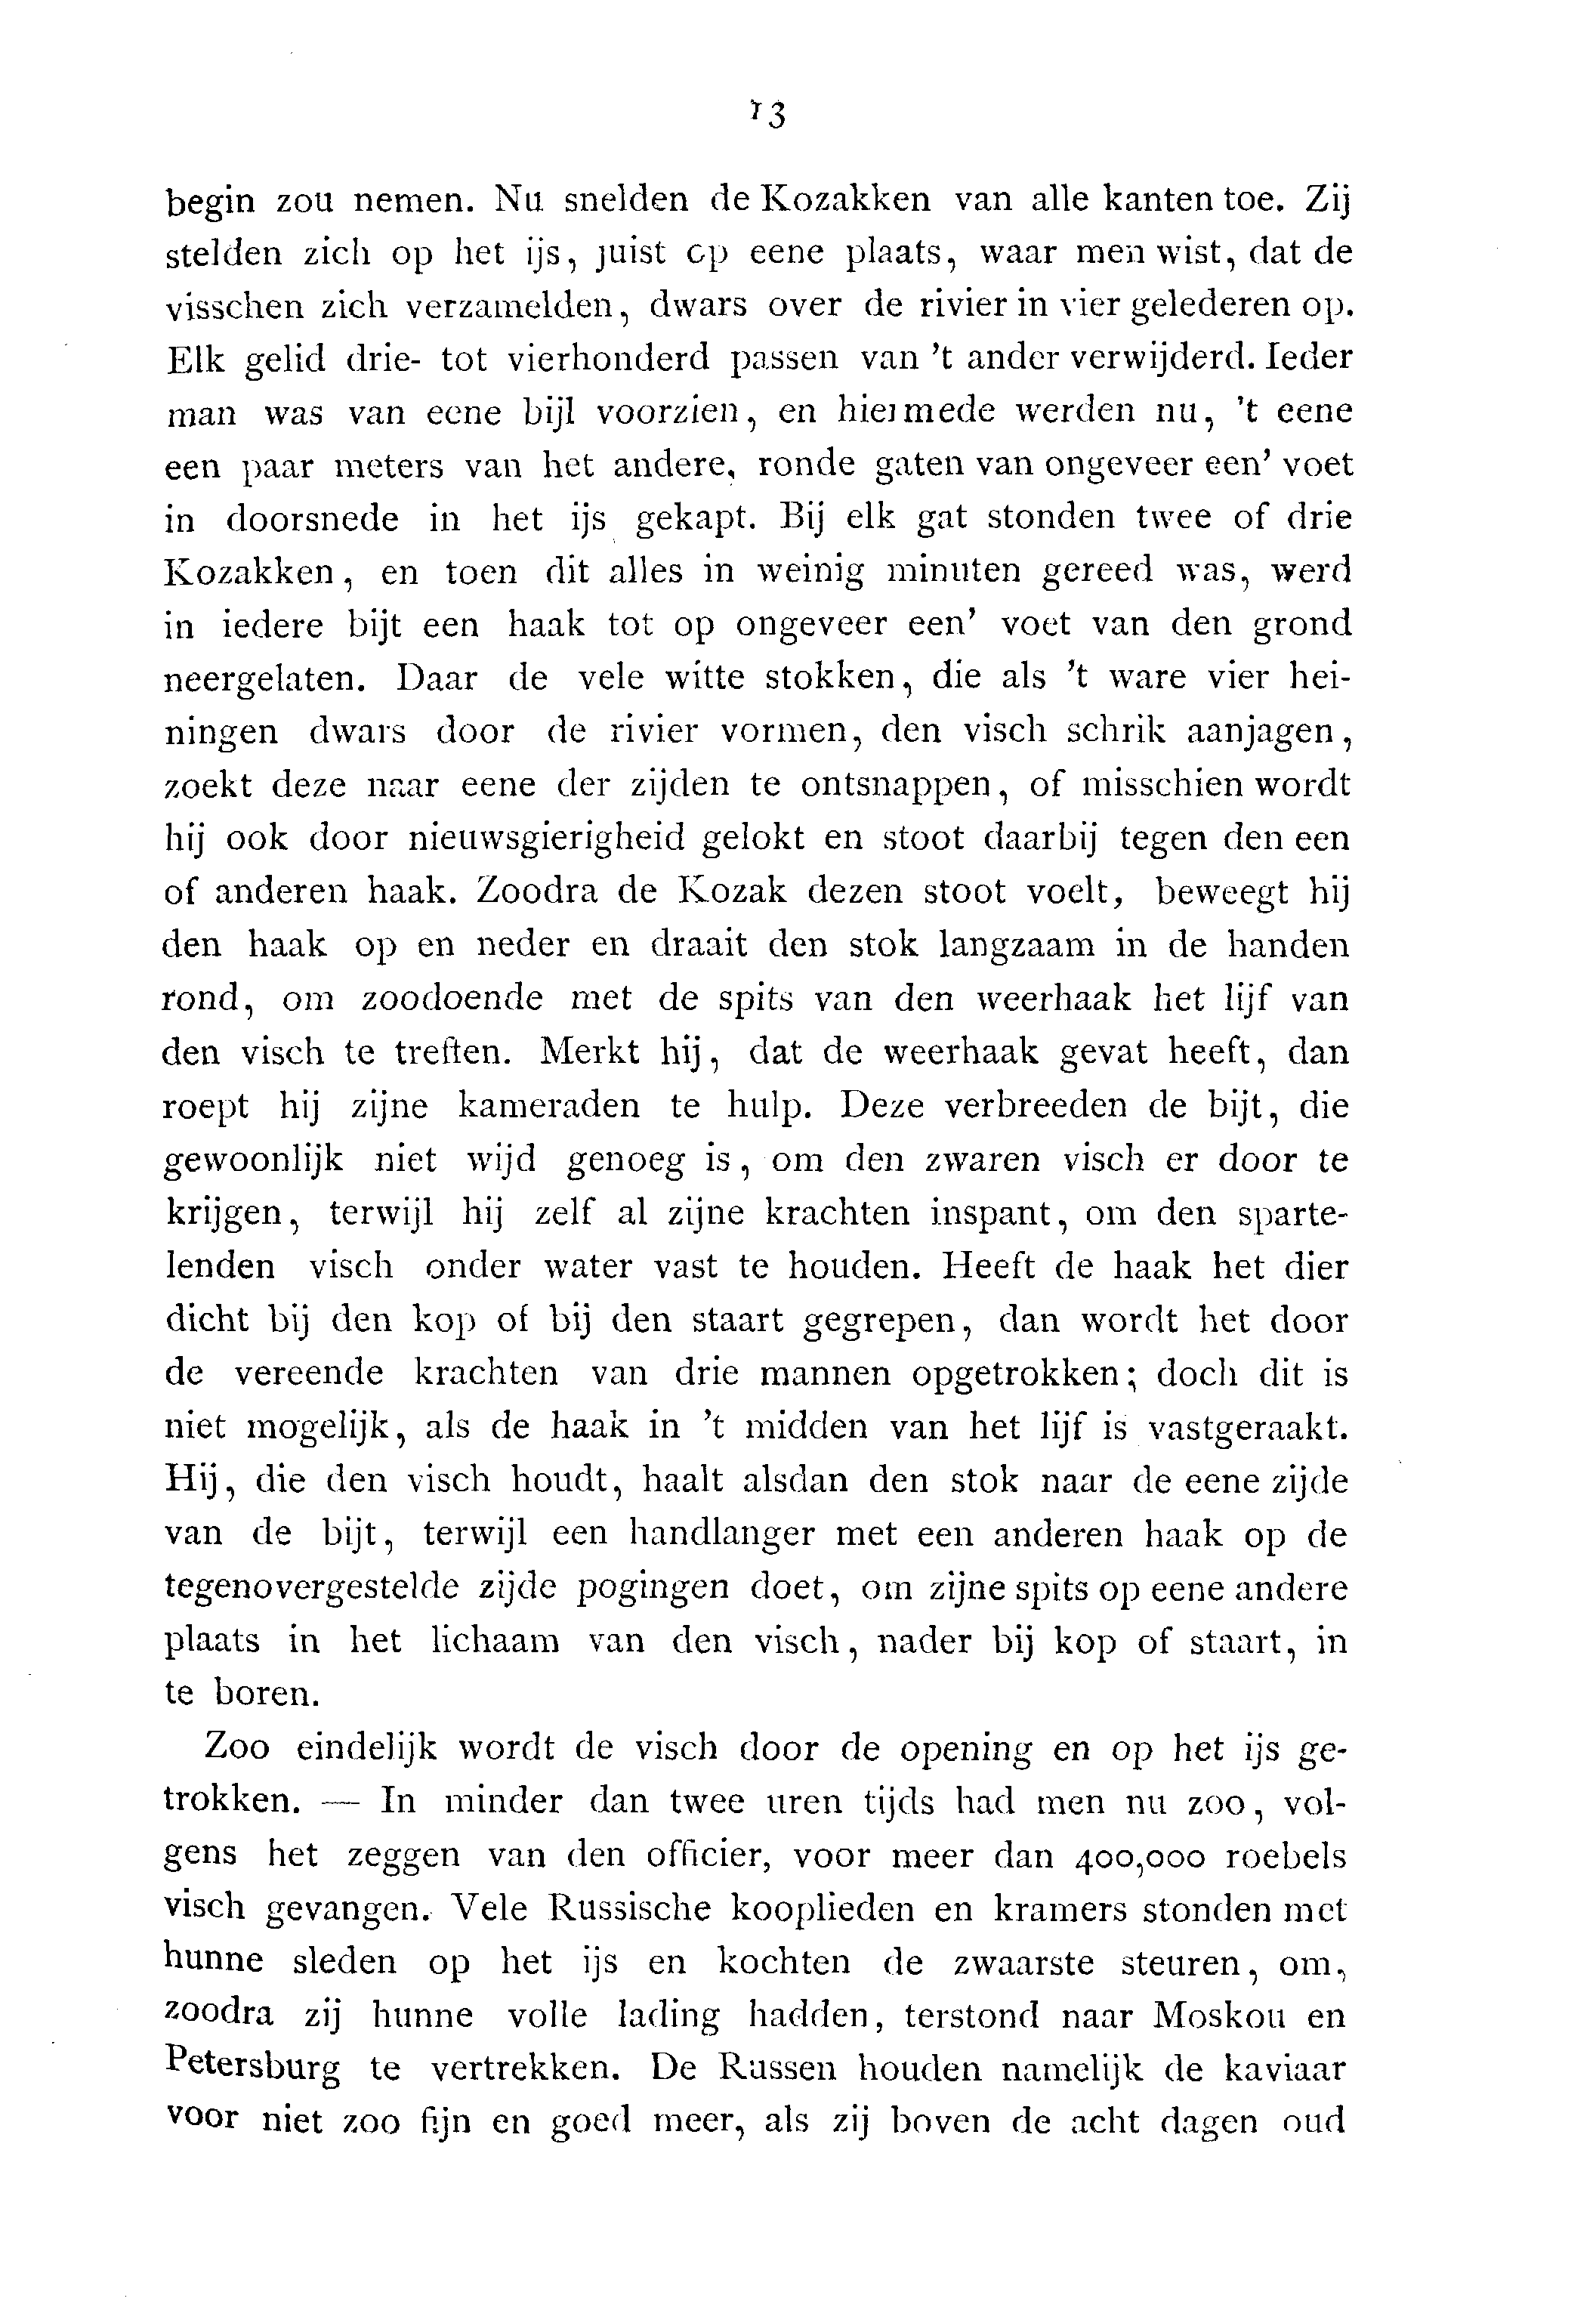 13
begin zou nemen. Nu snelden de Kozakken van alle kanten toe. Zij
stelden zich op het ijs, juist op eene plaats, waar men wist, dat de
visschen zich verzamelden, dwars over de rivier in vier gelederen op.
Elk gelid drie- tot vierhonderd passen van 't ander verwijderd. Ieder
man was van eene bijl voorzien, en hiermede werden nu, 't eene
een paar meters van het andere, ronde gaten van ongeveer een' voet
in doorsnede in het ijs gekapt. Bij elk gat stonden twee of drie
Kozakken, en toen dit alles in weinig minuten gereed was, werd
in iedere bijt een haak tot op ongeveer een' voet van den grond
neergelaten. Daar de vele witte stokken, die als 't ware vier hei-
ningen dwars door de rivier vormen, den visch schrik aanjagen,
zoekt deze naar eene der zijden te ontsnappen, of misschien wordt
hij ook door nieuwsgierigheid gelokt en stoot daarbij tegen den een
of anderen haak. Zoodra de Kozak dezen stoot voelt, beweegt hij
den haak op en neder en draait den stok langzaam in de handen
rond, om zoodoende met de spits van den weerhaak het lijf van
den visch te treffen. Merkt hij, dat de weerhaak gevat heeft, dan
roept hij zijne kameraden te hulp. Deze verbreeden de bijt, die
gewoonlijk niet wijd genoeg is, om den zwaren visch er door te
krijgen, terwijl hij zelf al zijne krachten inspant, om den sparte-
lenden visch onder water vast te houden. Heeft de haak het dier
dicht bij den kop of bij den staart gegrepen, dan wordt het door
de vereende krachten van drie mannen opgetrokken; doch dit is
niet mogelijk, als de haak in 't midden van het lijf is vastgeraakt.
Hij, die den visch houdt, haalt alsdan den stok naar de eene zijde
van de bijt, terwijl een handlanger met een anderen haak op de
tegenovergestelde zijde pogingen doet, om zijne spits op eene andere
plaats in het lichaam van den visch, nader bij kop of staart, in
te boren.
Zoo eindelijk wordt de visch door de opening en op het ijs ge-
trokken. — In minder dan twee uren tijds had men nu zoo, vol-
gens het zeggen van den officier, voor meer dan 400,000 roebels
visch gevangen. Vele Russische kooplieden en kramers stonden met
hunne sleden op het ijs en kochten de zwaarste steuren, om,
zoodra zij hunne volle lading hadden, terstond naar Moskou en
Petersburg te vertrekken. De Russen houden namelijk de kaviaar
voor niet zoo fijn en goed meer, als zij boven de acht dagen oud